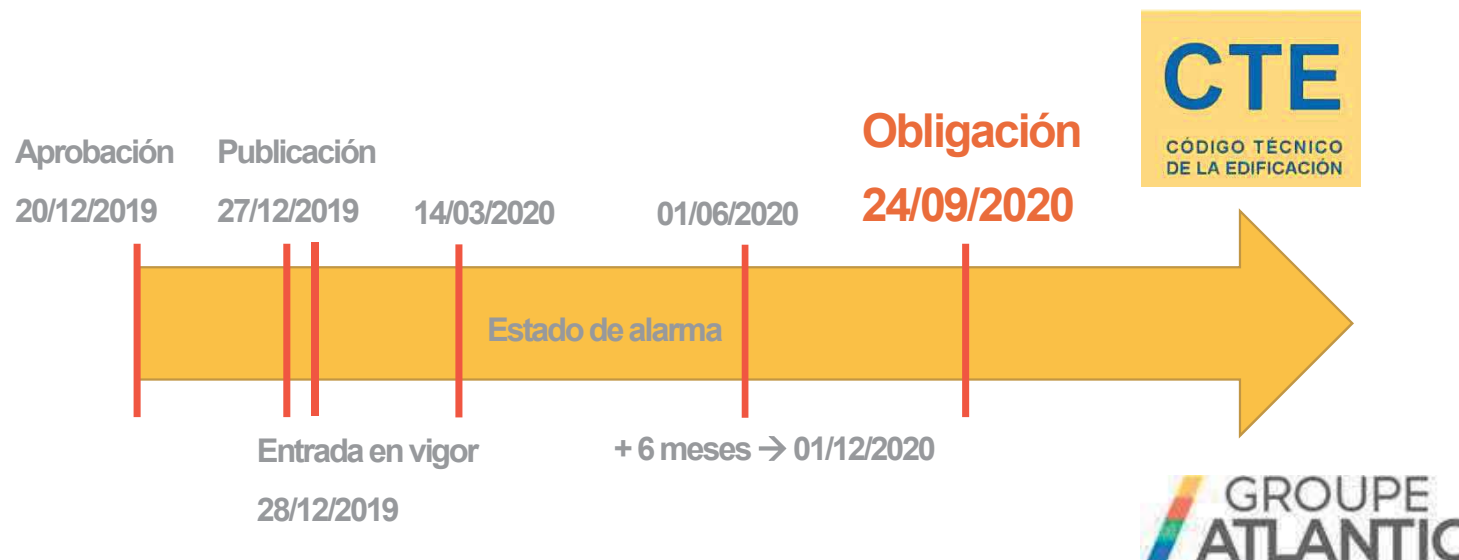 CTE
CÓDIGO TÉCNICO
DE LA EDIFICACIÓN
Aprobación
20/12/2019
Publicación
27/12/2019
14/03/2020
01/06/2020
Obligación
24/09/2020
Estado de alarma
Entrada en vigor
28/12/2019
+ 6 meses → 01/12/2020
GROUPE
ATLANTIC